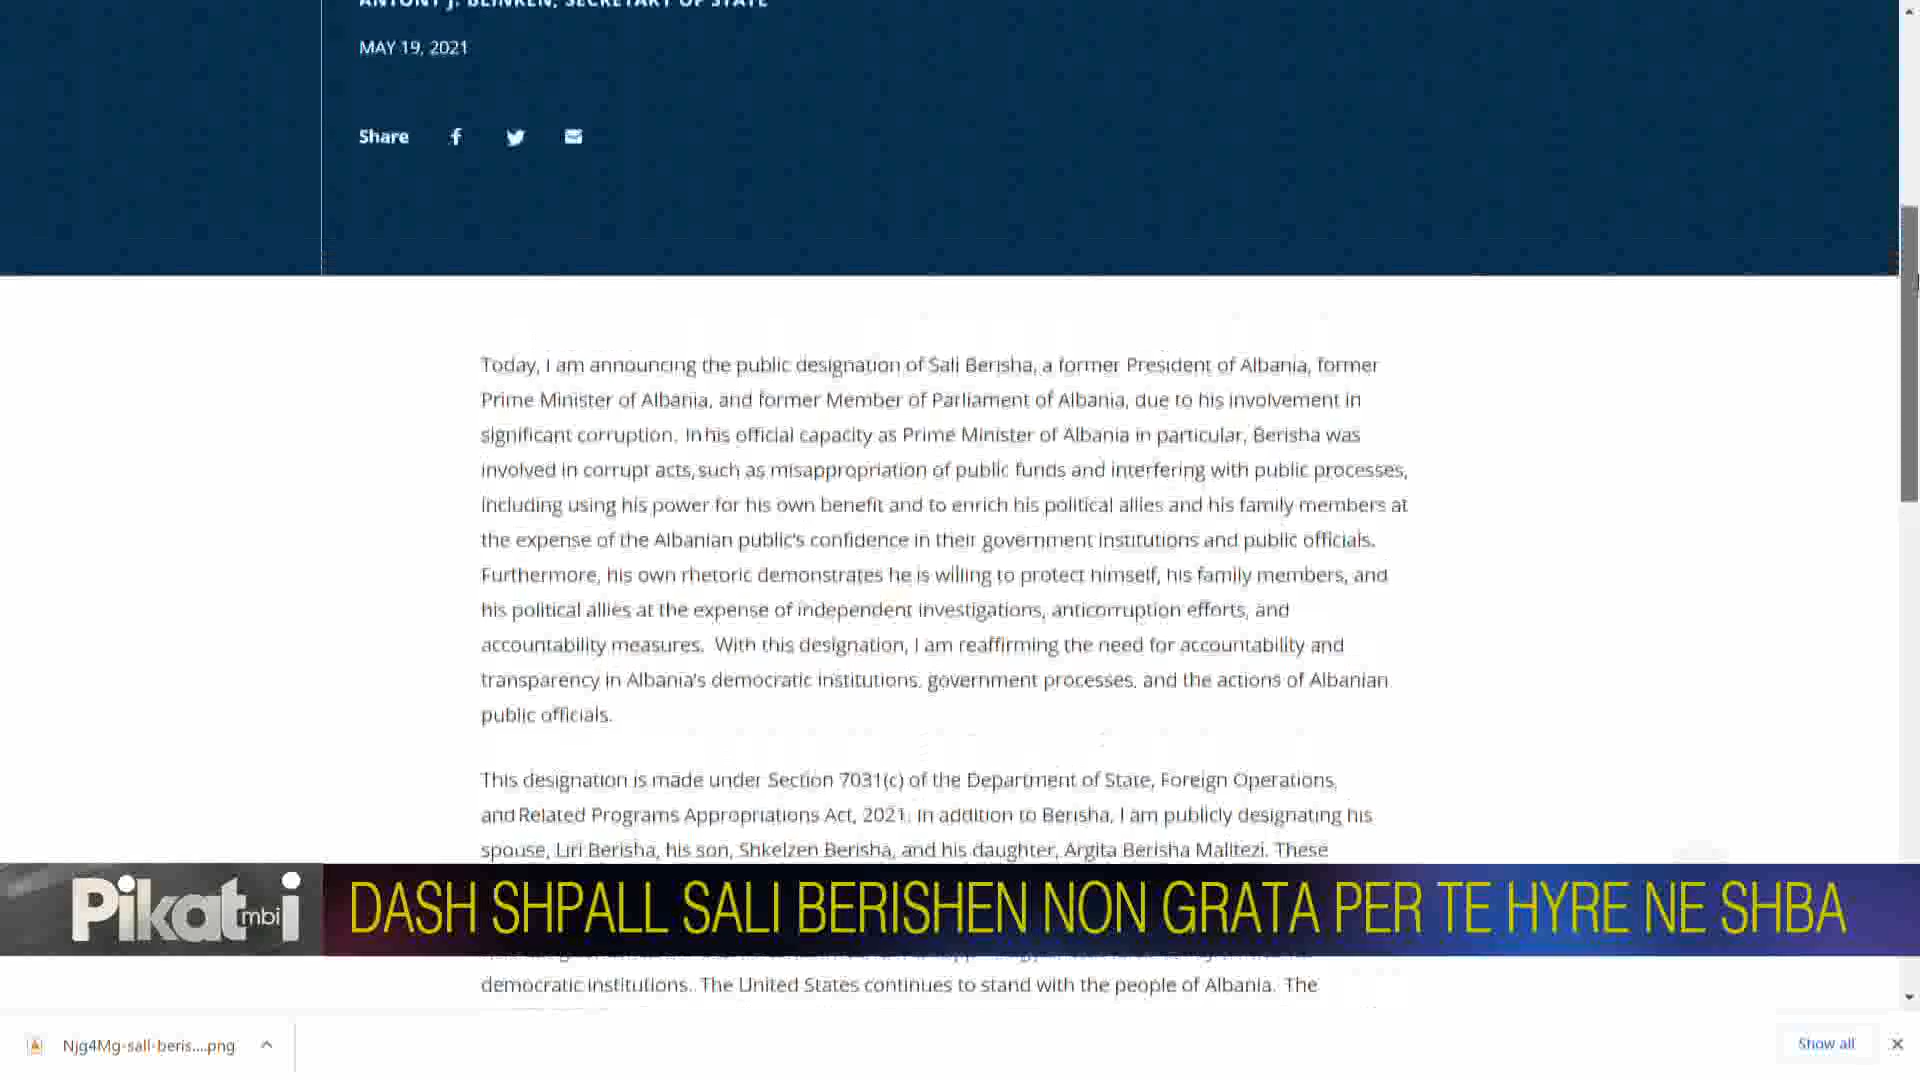 ANTONY J. BLINKEN, SECRETARY OF STATE
MAY 19, 2021
Share
Today, I am announcing the public designation of Sali Berisha, a former President of Albania, former
Prime Minister of Albania, and former Member of Parliament of Albania, due to his involvement in
significant corruption. In his official capacity as Prime Minister of Albania in particular, Berisha was
involved in corrupt acts, such as misappropriation of public funds and interfering with public processes,
including using his power for his own benefit and to enrich his political allies and his family members at
the expense of the Albanian public's confidence in their government institutions and public officials.
Furthermore, his own rhetoric demonstrates he is willing to protect himself, his family members, and
his political allies at the expense of independent investigations, anticorruption efforts, and
accountability measures. With this designation, I am reaffirming the need for accountability and
transparency in Albania's democratic institutions, government processes, and the actions of Albanian
public officials.
This designation is made under Section 7031(c) of the Department of State, Foreign Operations,
and Related Programs Appropriations Act, 2021. In addition to Berisha, I am publicly designating his
spouse, Liri Berisha, his son, Shkelzen Berisha, and his daughter, Argita Berisha Malltezi. These
Pikat mbi i
DASH SHPALL SALI BERISHEN NON GRATA PER TE HYRE NE SHBA
democratic institutions. The United States continues to stand with the people of Albania. The
Njg4Mg-sali-beris....png
Show all